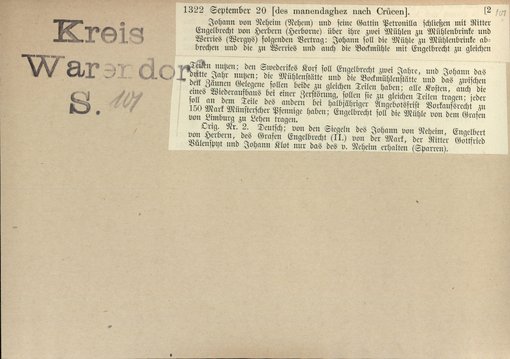 Kreis
Warendorf
S. 101
1322 September 20 [des manendaghez nach Crůcen]. [2
101
Johann von Neheim (Nehem) und seine Gattin Petronilla schließen mit Ritter
Engelbrecht von Herbern (Herborne) über ihre zwei Mühlen zu Mühlenbrinke und
Werries (Wergys) folgenden Vertrag: Johann soll die Mühle zu Mühlenbrinke ab-
brechen und die zu Werries und auch die Bockmühle mit Engelbrecht zu gleichen
Teilen nutzen; den Swederikes Korf soll Engelbrecht zwei Jahre, und Johann das
dritte Jahr nutzen; die Mühlenstätte und die Bockmühlenstätte und das zwischen
den Zäunen Gelegene sollen beide zu gleichen Teilen haben; alle Kosten, auch die
eines Wiederaufbaus bei einer Zerstörung, sollen sie zu gleichen Teilen tragen; jeder
soll an dem Teile des andern bei halbjähriger Angebotsfrist Vorkaufsrecht zu
150 Mark Münsterscher Pfennige haben; Engelbrecht soll die Mühle von dem Grafen
von Limburg zu Lehen tragen.
Orig. Nr. 2. Deutsch; von den Siegeln des Johann von Neheim, Engelbert
von Herbern, des Grafen Engelbrecht (II.) von der Mark, der Ritter Gottfried
und Johann Klot nur das des v. Neheim erhalten (Sparren).